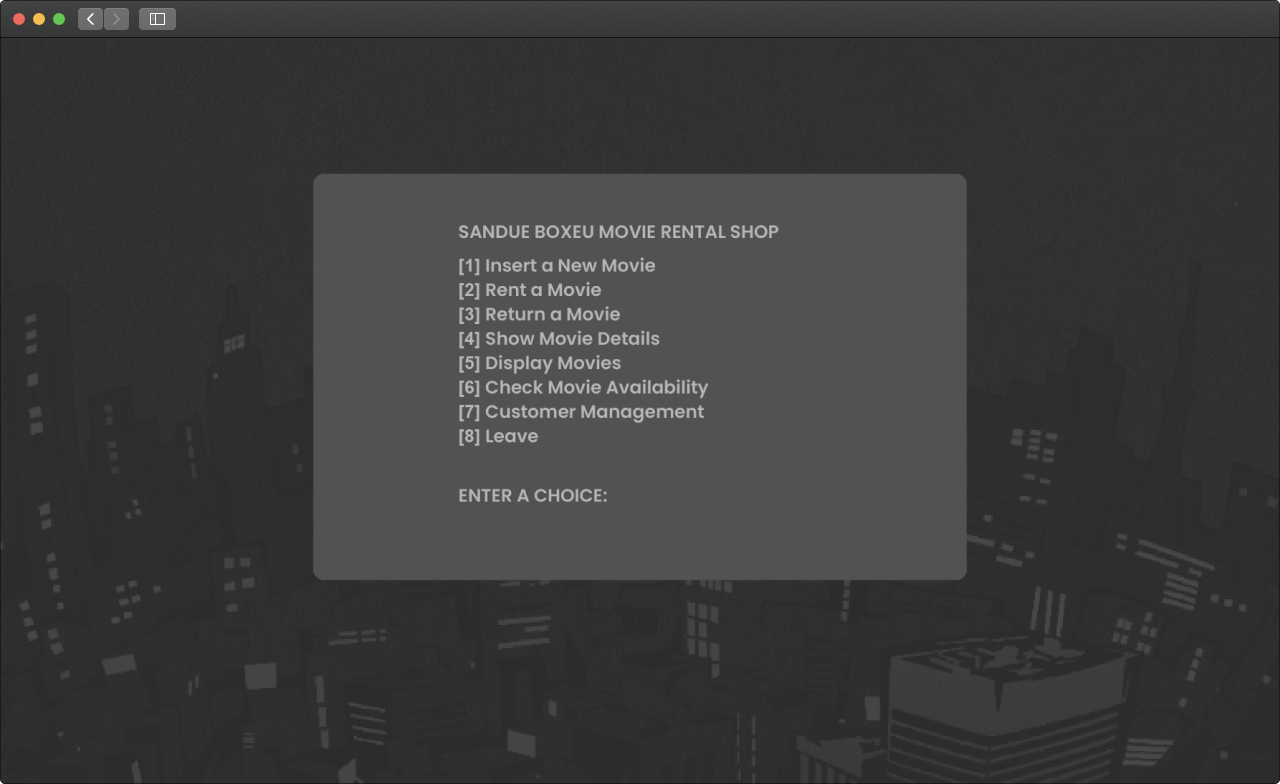 SANDUE BOXEU MOVIE RENTAL SHOP
[1] Insert a New Movie
[2] Rent a Movie
[3] Return a Movie
[4] Show Movie Details
[5] Display Movies
[6] Check Movie Availability
[7] Customer Management
[8] Leave
ENTER A CHOICE: